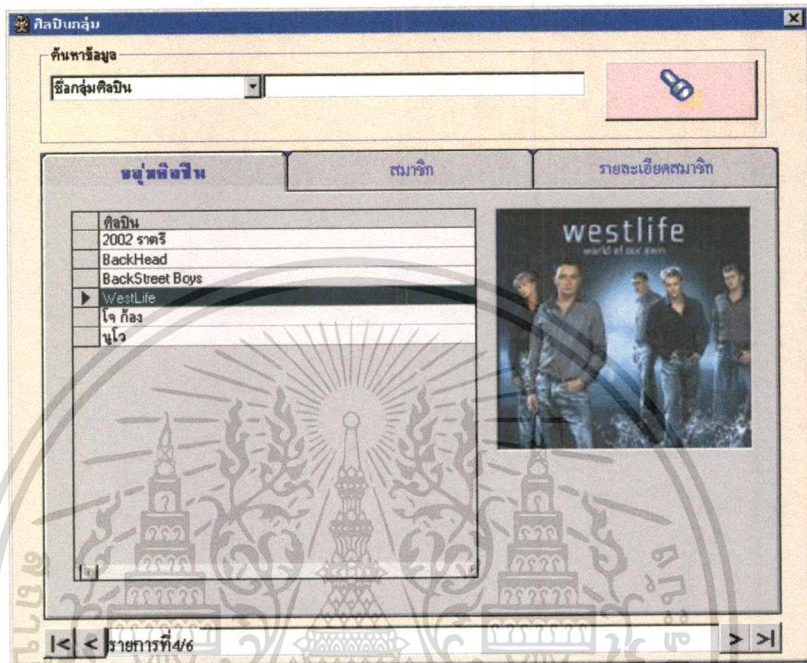 ศิลปินกลุ่ม
ค้นหาข้อมูล
ชื่อกลุ่มศิลปิน
กลุ่มศิลปิน
สมาชิก
รายละเอียดสมาชิก
ศิลปิน
2002 ราตรี
BackHead
BackStreet Boys
WestLife
โจ ก้อง
นูโว
westlife
world of our own
รายการที่4/6